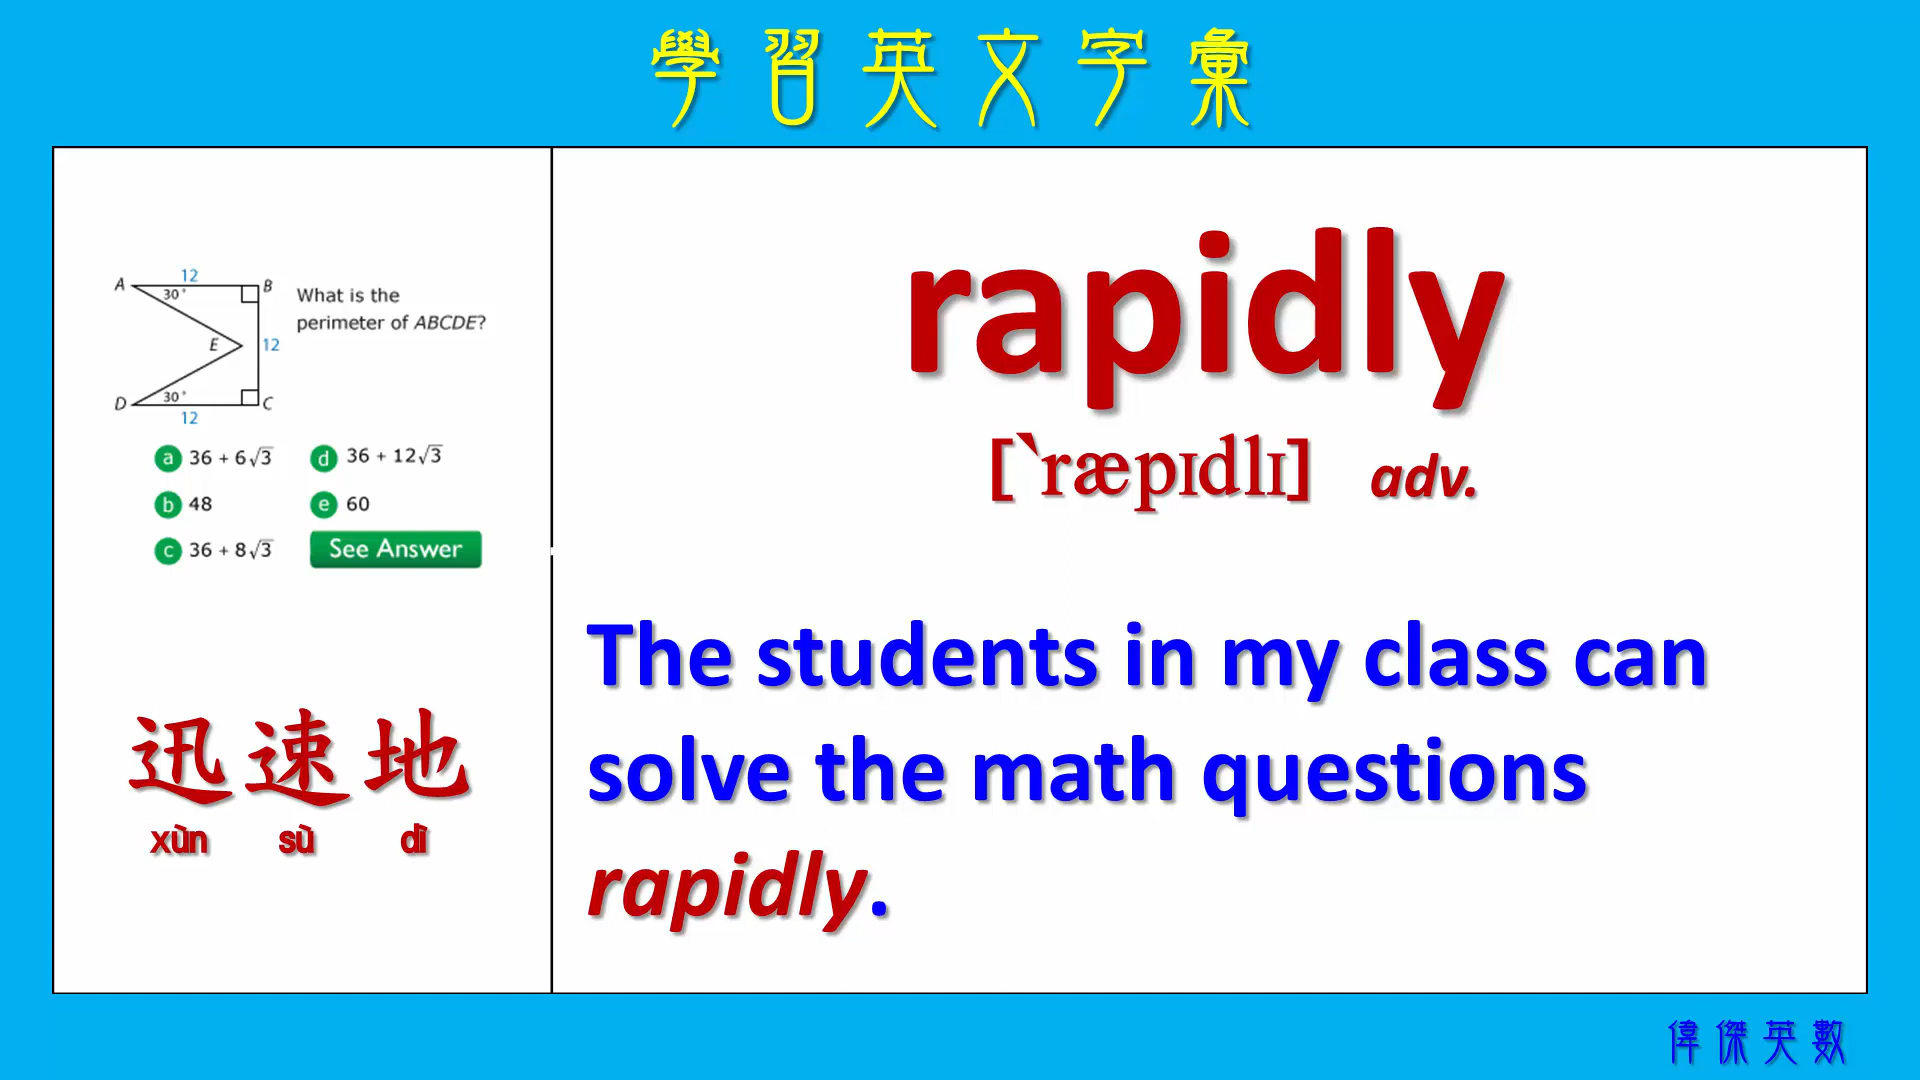 學習英文字彙
12
A
30°
B
What is the
perimeter of ABCDE?
E
12
D
30°
C
12
a 36 + 6√3
d 36 + 12√3
b 48
e 60
c 36 + 8√3
See Answer
迅速地
xùn sù dì
rapidly
[ˋræpɪdlɪ] adv.
The students in my class can
solve the math questions
rapidly.
偉傑英數